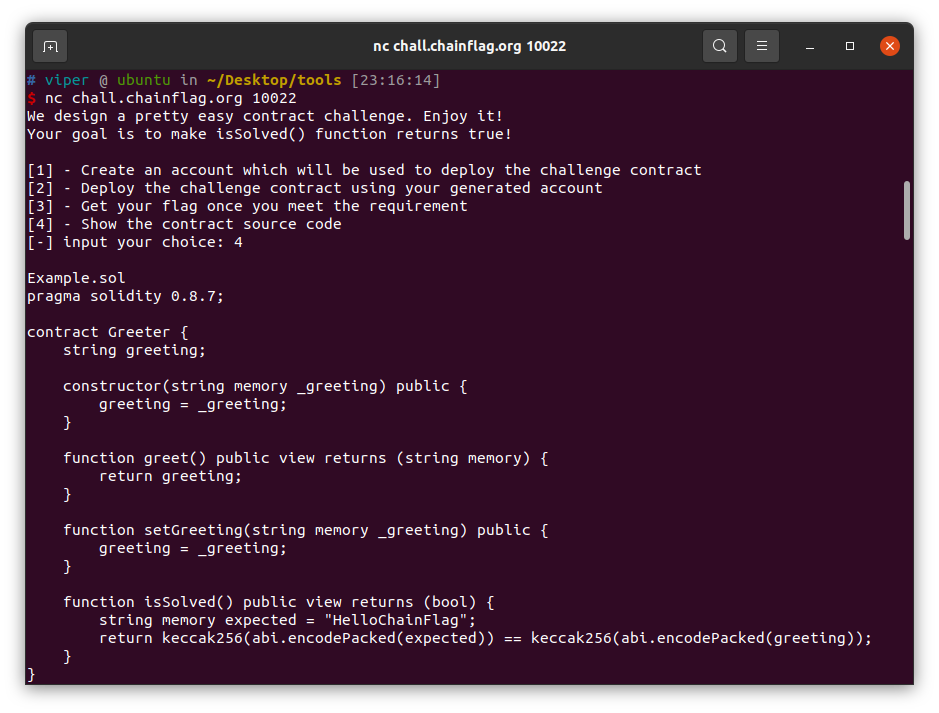 nc chall.chainflag.org 10022
# viper @ ubuntu in ~/Desktop/tools [23:16:14]
$ nc chall.chainflag.org 10022
We design a pretty easy contract challenge. Enjoy it!
Your goal is to make isSolved() function returns true!
[1] - Create an account which will be used to deploy the challenge contract
[2] - Deploy the challenge contract using your generated account
[3] - Get your flag once you meet the requirement
[4] - Show the contract source code
[-] input your choice: 4
Example.sol
pragma solidity 0.8.7;
contract Greeter {
    string greeting;
    constructor(string memory _greeting) public {
        greeting = _greeting;
    }
    function greet() public view returns (string memory) {
        return greeting;
    }
    function setGreeting(string memory _greeting) public {
        greeting = _greeting;
    }
    function isSolved() public view returns (bool) {
        string memory expected = "HelloChainFlag";
        return keccak256(abi.encodePacked(expected)) == keccak256(abi.encodePacked(greeting));
    }
}